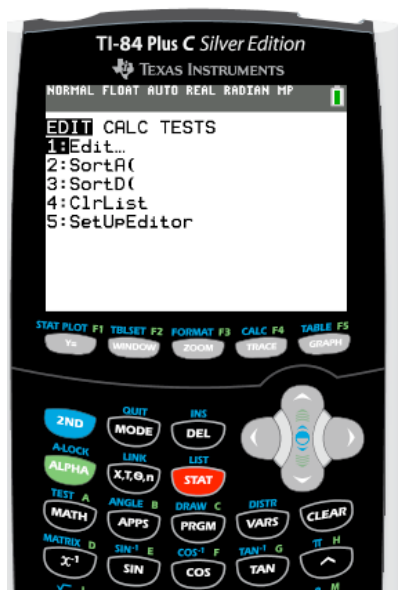 TI-84 Plus C Silver Edition
TEXAS INSTRUMENTS
NORMAL FLOAT AUTO REAL RADIAN MP
EDIT CALC TESTS
1:Edit…
2:SortA(
3:SortD(
4:ClrList
5:SetUpEditor
STAT PLOT F1 TBLSET F2 FORMAT F3 CALC F4 TABLE F5
Y= WINDOW ZOOM TRACE GRAPH
QUIT INS
2ND MODE DEL
A-LOCK LINK LIST
ALPHA X,T,Θ,n STAT
TEST A ANGLE B DRAW C DISTR
MATH APPS PRGM VARS CLEAR
MATRIX D SIN⁻¹ E COS⁻¹ F TAN⁻¹ G π H
x⁻¹ SIN COS TAN ^